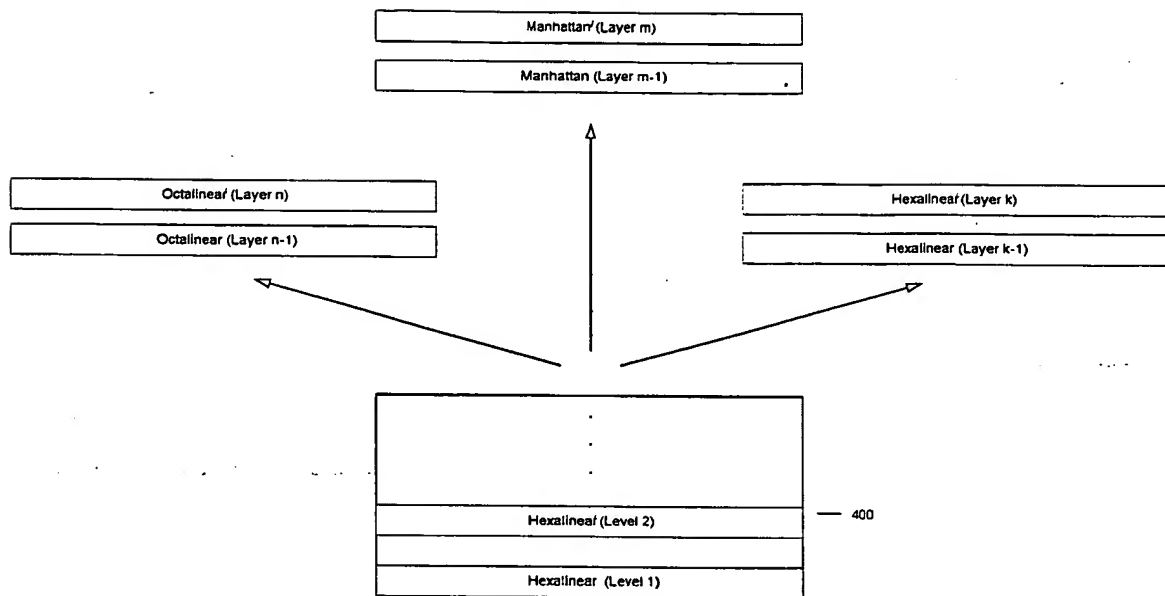 Manhattan' (Layer m)
Manhattan (Layer m-1)
Octalinear' (Layer n)
Octalinear (Layer n-1)
Hexalinear' (Layer k)
Hexalinear (Layer k-1)
Hexalinear' (Level 2)
400
Hexalinear (Level 1)